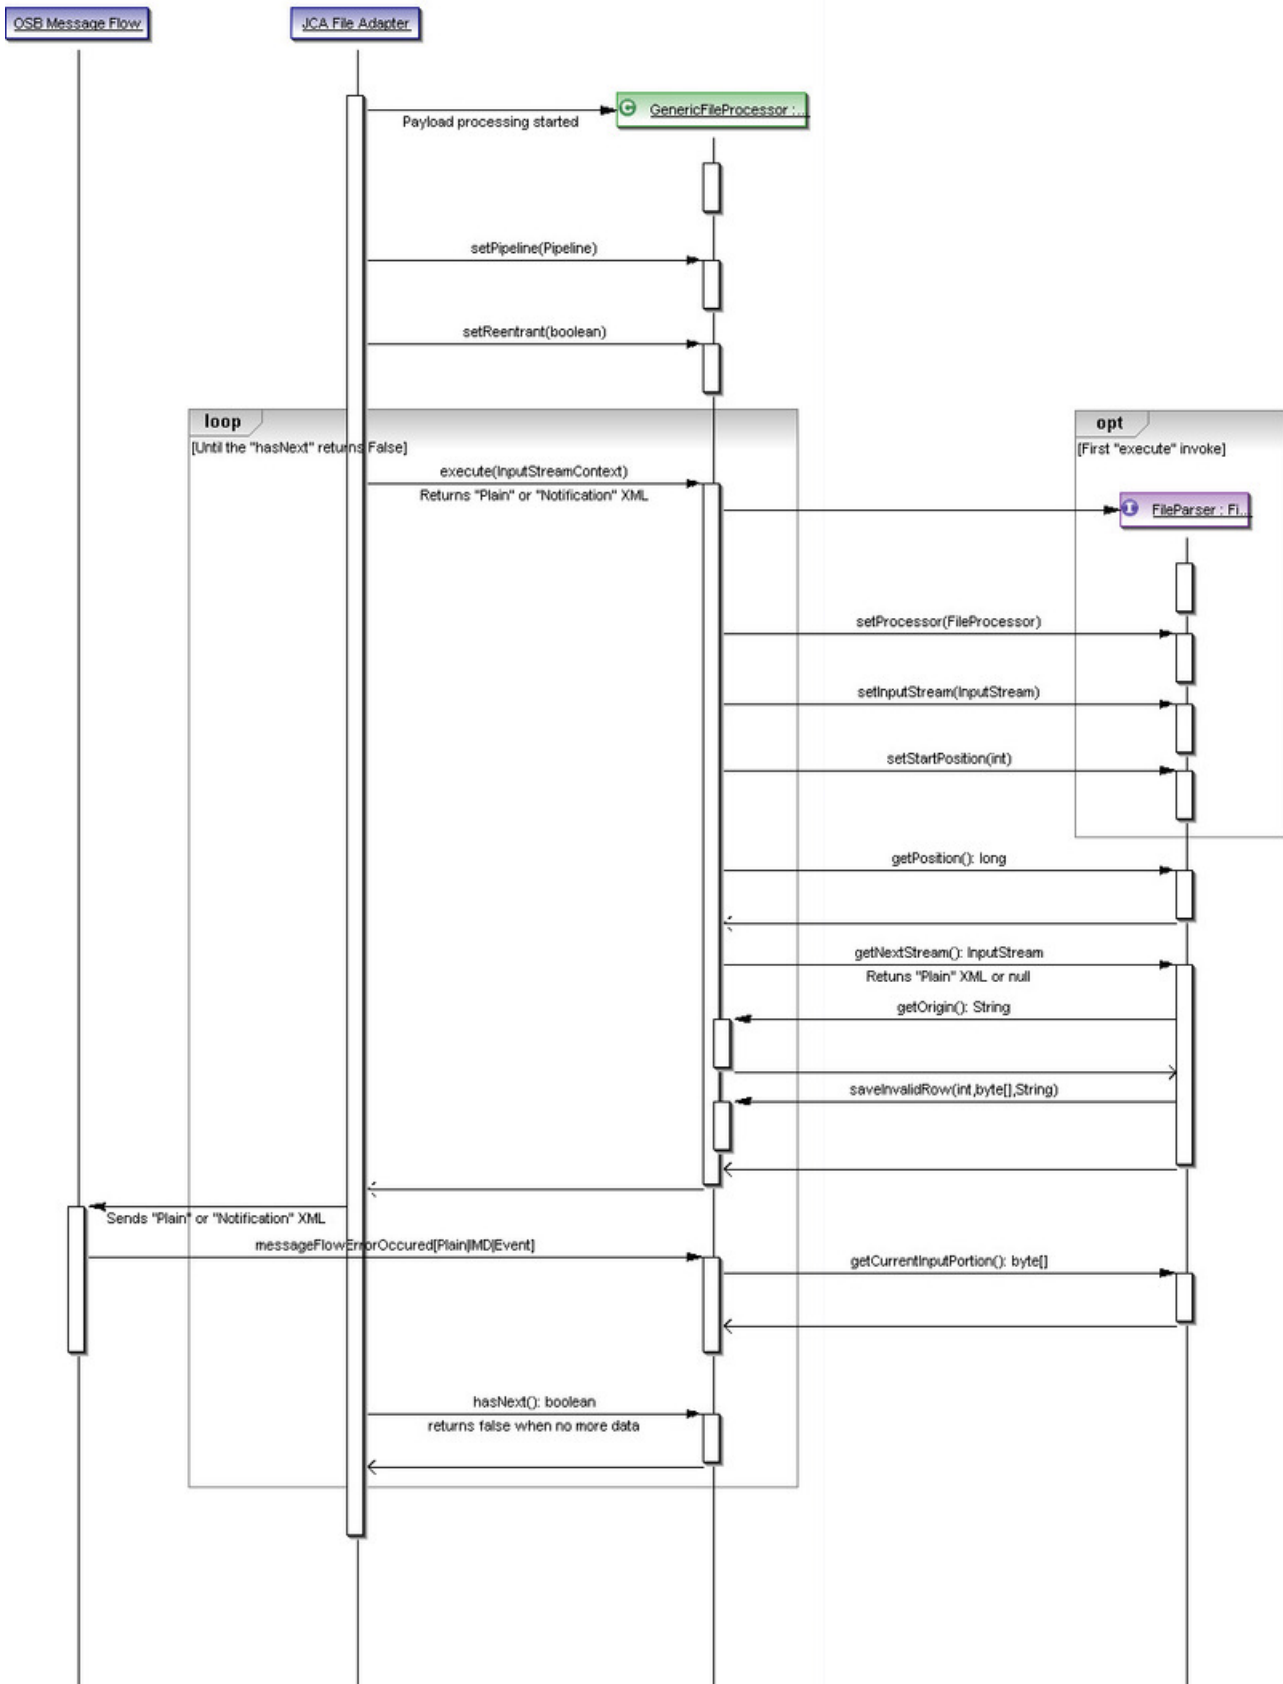 OSB Message Flow
JCA File Adapter
GenericFileProcessor :...
Payload processing started
setPipeline(Pipeline)
setReentrant(boolean)
loop
[Until the "hasNext" returns False]
opt
[First "execute" invoke]
execute(InputStreamContext)
Returns "Plain" or "Notification" XML
FileParser : Fi...
setProcessor(FileProcessor)
setInputStream(InputStream)
setStartPosition(int)
getPosition(): long
getNextStream(): InputStream
Retuns "Plain" XML or null
getOrigin(): String
saveInvalidRow(int,byte[],String)
Sends "Plain" or "Notification" XML
messageFlowErrorOccured[Plain|IMD|Event]
getCurrentInputPortion(): byte[]
hasNext(): boolean
returns false when no more data